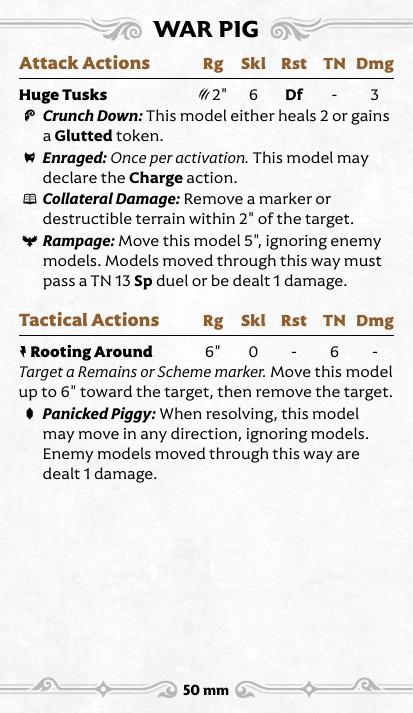 WAR PIG
Attack Actions Rg Skl Rst TN Dmg
Huge Tusks 2" 6 Df - 3
Crunch Down: This model either heals 2 or gains
a Glutted token.
Enraged: Once per activation. This model may
declare the Charge action.
Collateral Damage: Remove a marker or
destructible terrain within 2" of the target.
Rampage: Move this model 5", ignoring enemy
models. Models moved through this way must
pass a TN 13 Sp duel or be dealt 1 damage.
Tactical Actions Rg Skl Rst TN Dmg
Rooting Around 6" 0 - 6 -
Target a Remains or Scheme marker. Move this model
up to 6" toward the target, then remove the target.
Panicked Piggy: When resolving, this model
may move in any direction, ignoring models.
Enemy models moved through this way are
dealt 1 damage.
50 mm